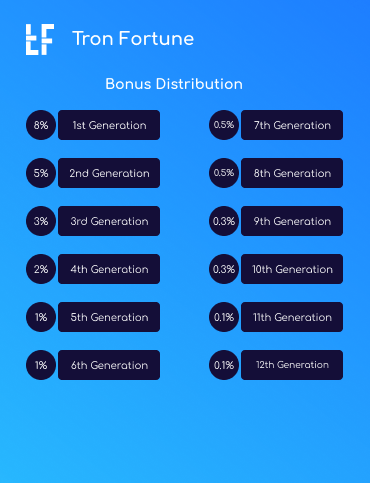 Tron Fortune
Bonus Distribution
8% 1st Generation
5% 2nd Generation
3% 3rd Generation
2% 4th Generation
1% 5th Generation
1% 6th Generation
0.5% 7th Generation
0.5% 8th Generation
0.3% 9th Generation
0.3% 10th Generation
0.1% 11th Generation
0.1% 12th Generation